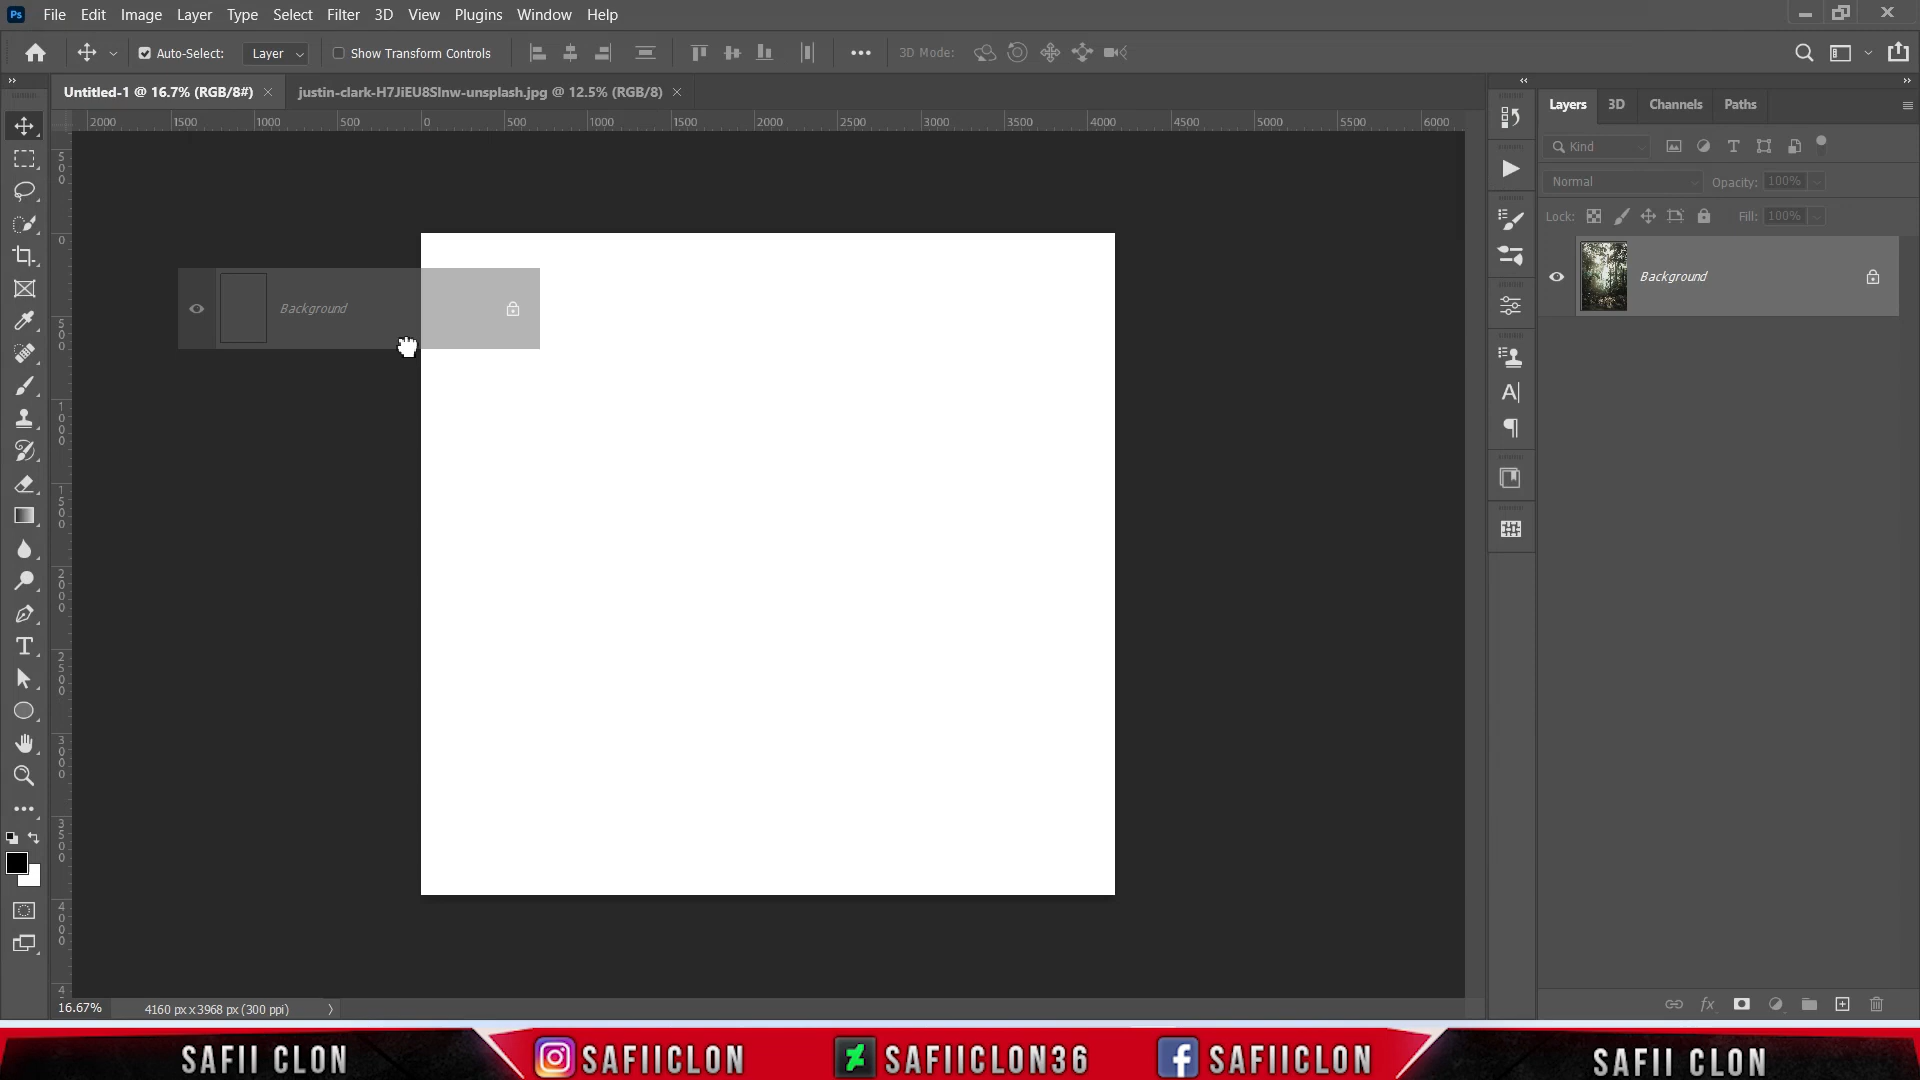 Ps File Edit Image Layer Type Select Filter 3D View Plugins Window Help
Auto-Select: Layer Show Transform Controls 3D Mode:
Untitled-1 @ 16.7% (RGB/8#) justin-clark-H7JiEU8Slnw-unsplash.jpg @ 12.5% (RGB/8)
2000 1500 1000 500 0 500 1000 1500 2000 2500 3000 3500 4000 4500 5000 5500 6000
500
0
500
1000
1500
2000
2500
3000
3500
4000
4
Background
Layers 3D Channels Paths
Kind
Normal Opacity: 100%
Lock: Fill: 100%
Background
A
T
fx
16.67% 4160 px x 3968 px (300 ppi)
SAFII CLON SAFIICLON SAFIICLON36 SAFIICLON SAFII CLON